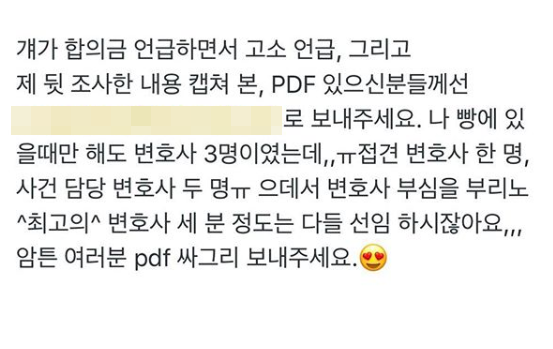 걔가 합의금 언급하면서 고소 언급, 그리고
제 뒷 조사한 내용 캡쳐 본, PDF 있으신분들께선
로 보내주세요. 나 빵에 있
을때만 해도 변호사 3명이였는데,,ㅠ접견 변호사 한 명,
사건 담당 변호사 두 명ㅠ 으데서 변호사 부심을 부리노
^최고의^ 변호사 세 분 정도는 다들 선임 하시잖아요,,,
암튼 여러분 pdf 싸그리 보내주세요.😍